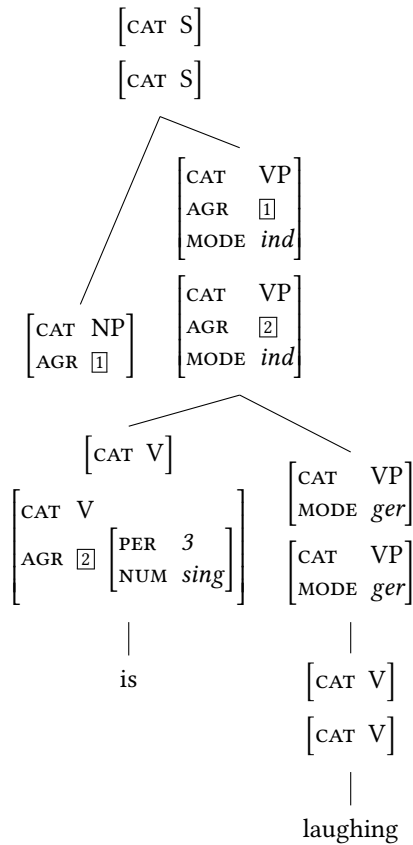 [CAT S]
[CAT S]
[CAT VP
AGR 1
MODE ind]
[CAT NP
AGR 1]
[CAT VP
AGR 2
MODE ind]
[CAT V]
[CAT V
AGR 2 [PER 3
NUM sing]]
[CAT VP
MODE ger]
[CAT VP
MODE ger]
is
[CAT V]
[CAT V]
laughing